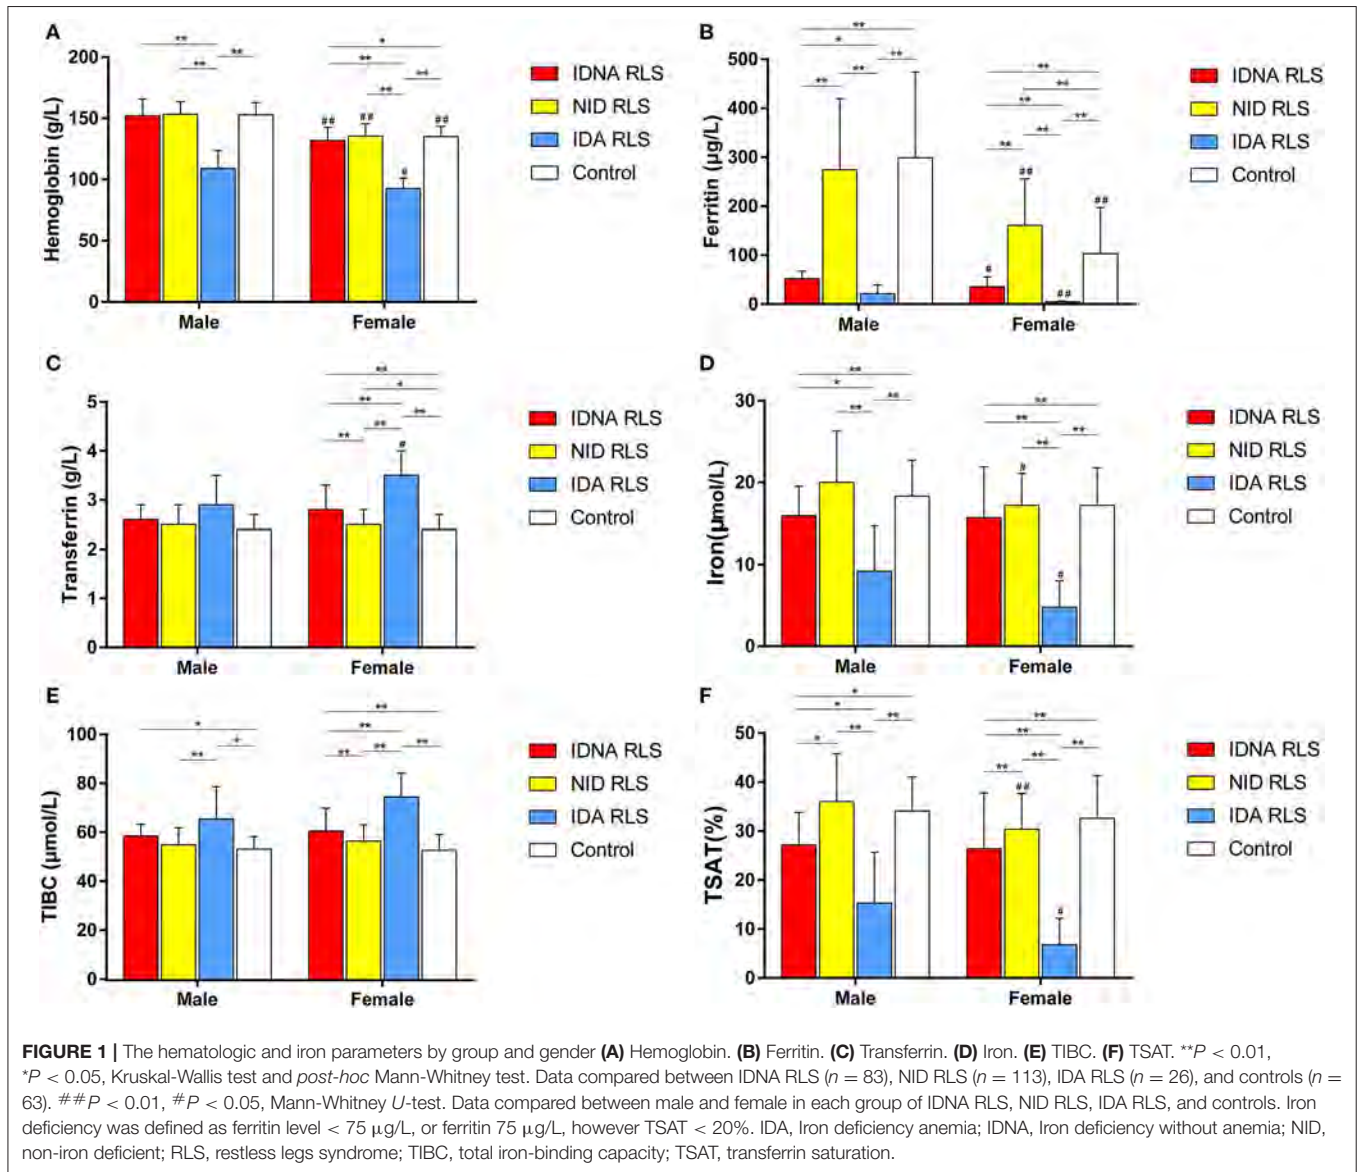 A
** *
** ** **
** ** **
200
150
100
50
0
Hemoglobin (g/L)
## ## # ##
Male Female
IDNA RLS
NID RLS
IDA RLS
Control
B
**
* **
** ** ** **
** ** ** ** **
500
400
300
200
100
0
Ferritin (µg/L)
# ## ## ##
Male Female
IDNA RLS
NID RLS
IDA RLS
Control
C
**
*
** **
** **
#
5
4
3
2
1
0
Transferrin (g/L)
Male Female
IDNA RLS
NID RLS
IDA RLS
Control
D
**
* **
** ** **
** ** **
30
20
10
0
Iron(µmol/L)
# #
Male Female
IDNA RLS
NID RLS
IDA RLS
Control
E
**
* **
** * ** ** **
100
80
60
40
20
0
TIBC (µmol/L)
Male Female
IDNA RLS
NID RLS
IDA RLS
Control
F
*
* **
** **
* ** ** ** **
50
40
30
20
10
0
TSAT(%)
## #
Male Female
IDNA RLS
NID RLS
IDA RLS
Control
FIGURE 1 | The hematologic and iron parameters by group and gender (A) Hemoglobin. (B) Ferritin. (C) Transferrin. (D) Iron. (E) TIBC. (F) TSAT. **P < 0.01,
*P < 0.05, Kruskal-Wallis test and post-hoc Mann-Whitney test. Data compared between IDNA RLS (n = 83), NID RLS (n = 113), IDA RLS (n = 26), and controls (n =
63). ##P < 0.01, #P < 0.05, Mann-Whitney U-test. Data compared between male and female in each group of IDNA RLS, NID RLS, IDA RLS, and controls. Iron
deficiency was defined as ferritin level < 75 µg/L, or ferritin 75 µg/L, however TSAT < 20%. IDA, Iron deficiency anemia; IDNA, Iron deficiency without anemia; NID,
non-iron deficient; RLS, restless legs syndrome; TIBC, total iron-binding capacity; TSAT, transferrin saturation.